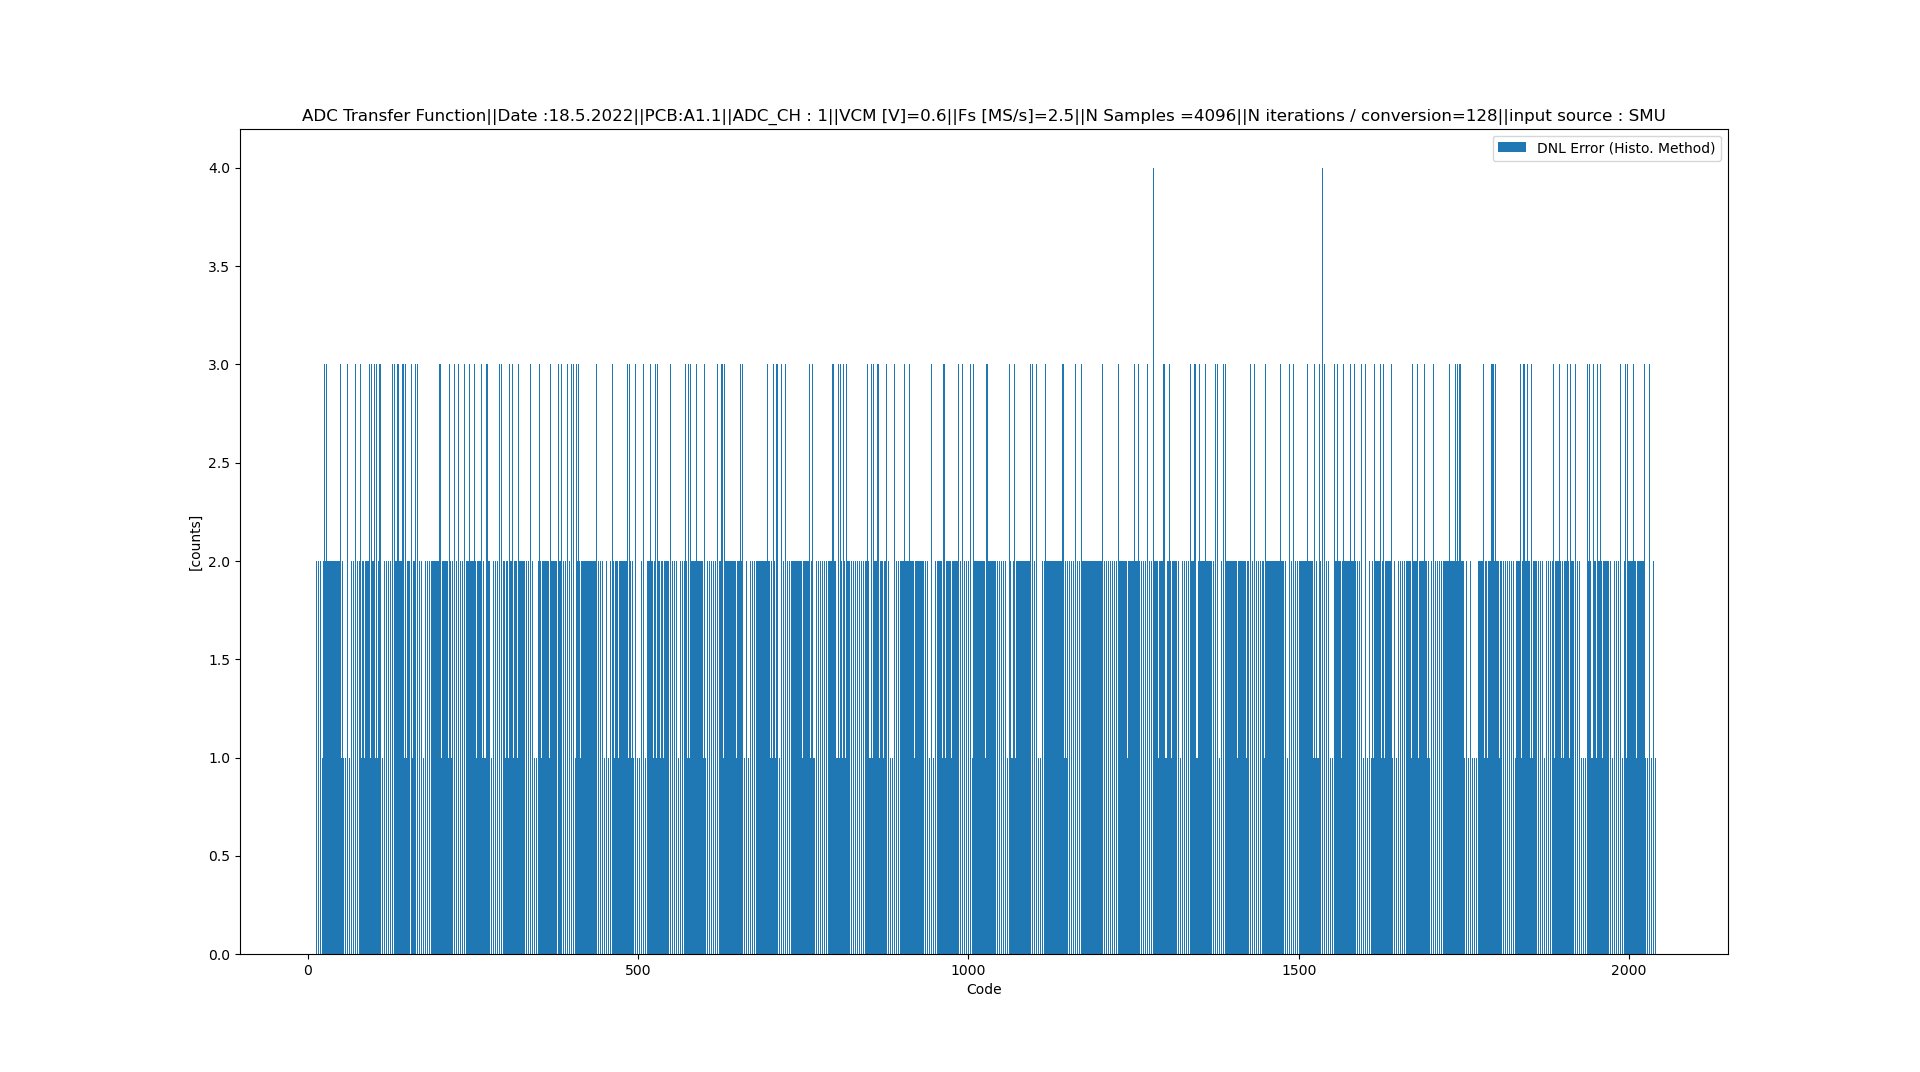 ADC Transfer Function||Date :18.5.2022||PCB:A1.1||ADC_CH : 1||VCM [V]=0.6||Fs [MS/s]=2.5||N Samples =4096||N iterations / conversion=128||input source : SMU
DNL Error (Histo. Method)
4.0
3.5
3.0
2.5
2.0
1.5
1.0
0.5
0.0
[counts]
0 500 1000 1500 2000
Code